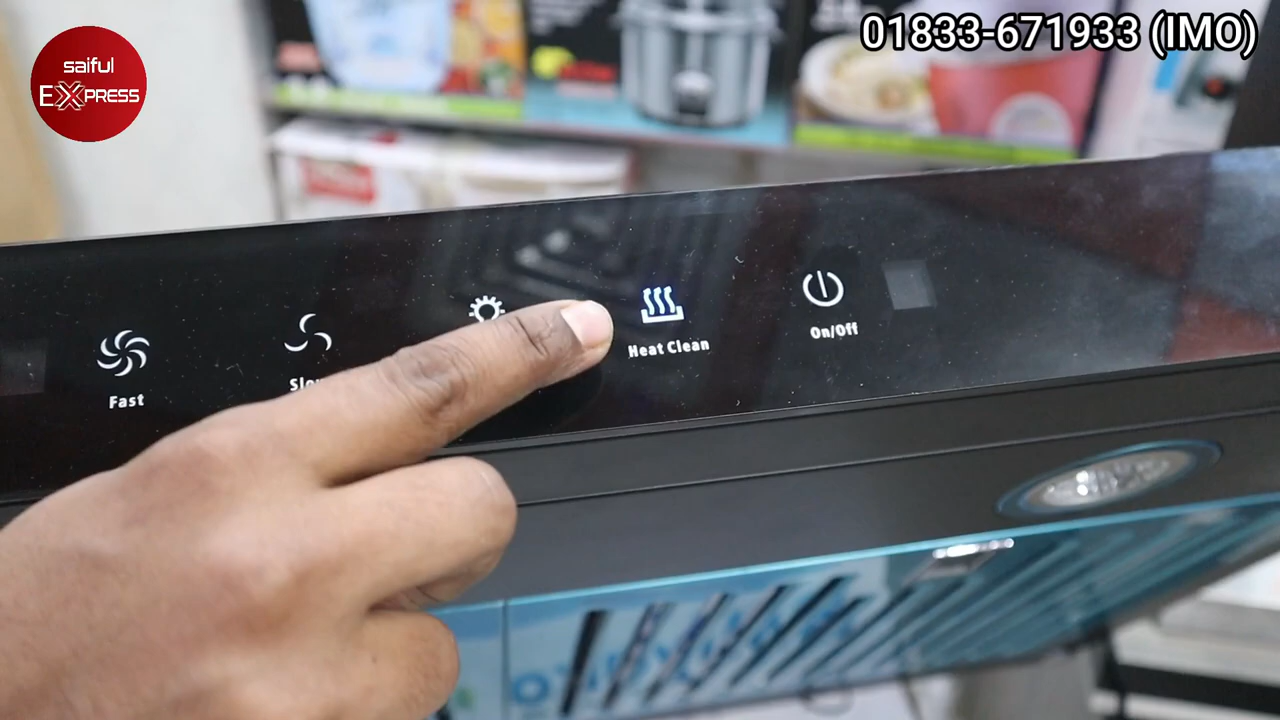 saiful
EXPRESS
01833-671933 (IMO)
Fast
Heat Clean
On/Off